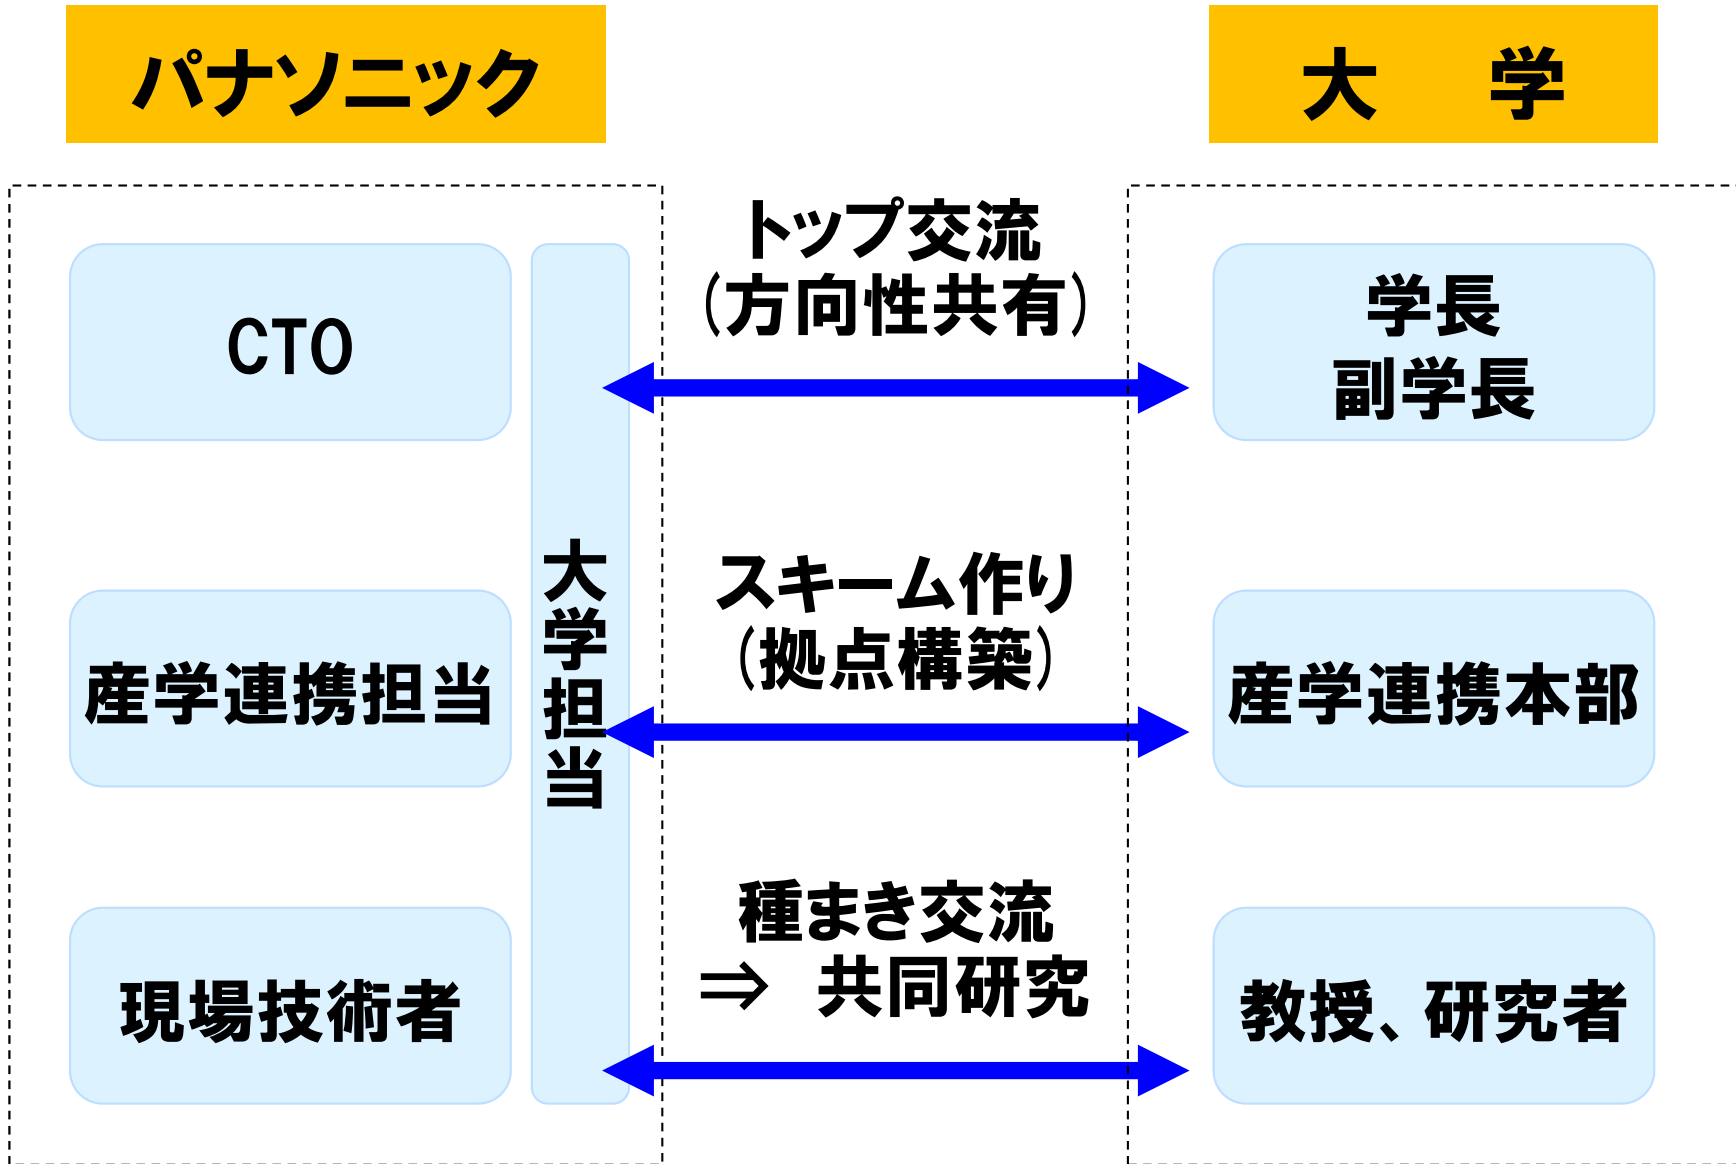 パナソニック
大　学
トップ交流
（方向性共有）
CTO
学長
副学長
大学担当
スキーム作り
（拠点構築）
産学連携担当
産学連携本部
種まき交流
⇒　共同研究
現場技術者
教授、研究者